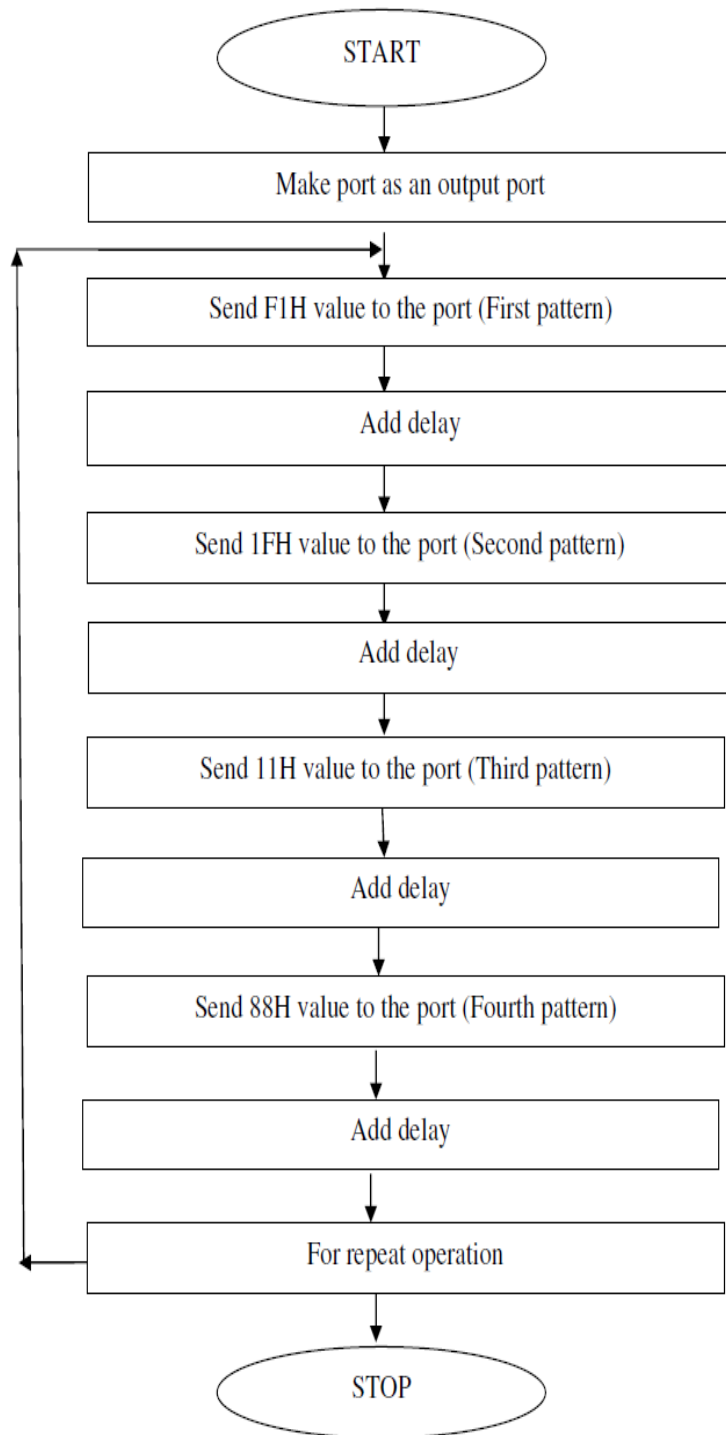 START
Make port as an output port
Send F1H value to the port (First pattern)
Add delay
Send 1FH value to the port (Second pattern)
Add delay
Send 11H value to the port (Third pattern)
Add delay
Send 88H value to the port (Fourth pattern)
Add delay
For repeat operation
STOP